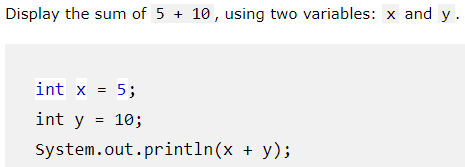 Display the sum of 5 + 10, using two variables: x and y.
int x = 5;
int y = 10;
System.out.println(x + y);